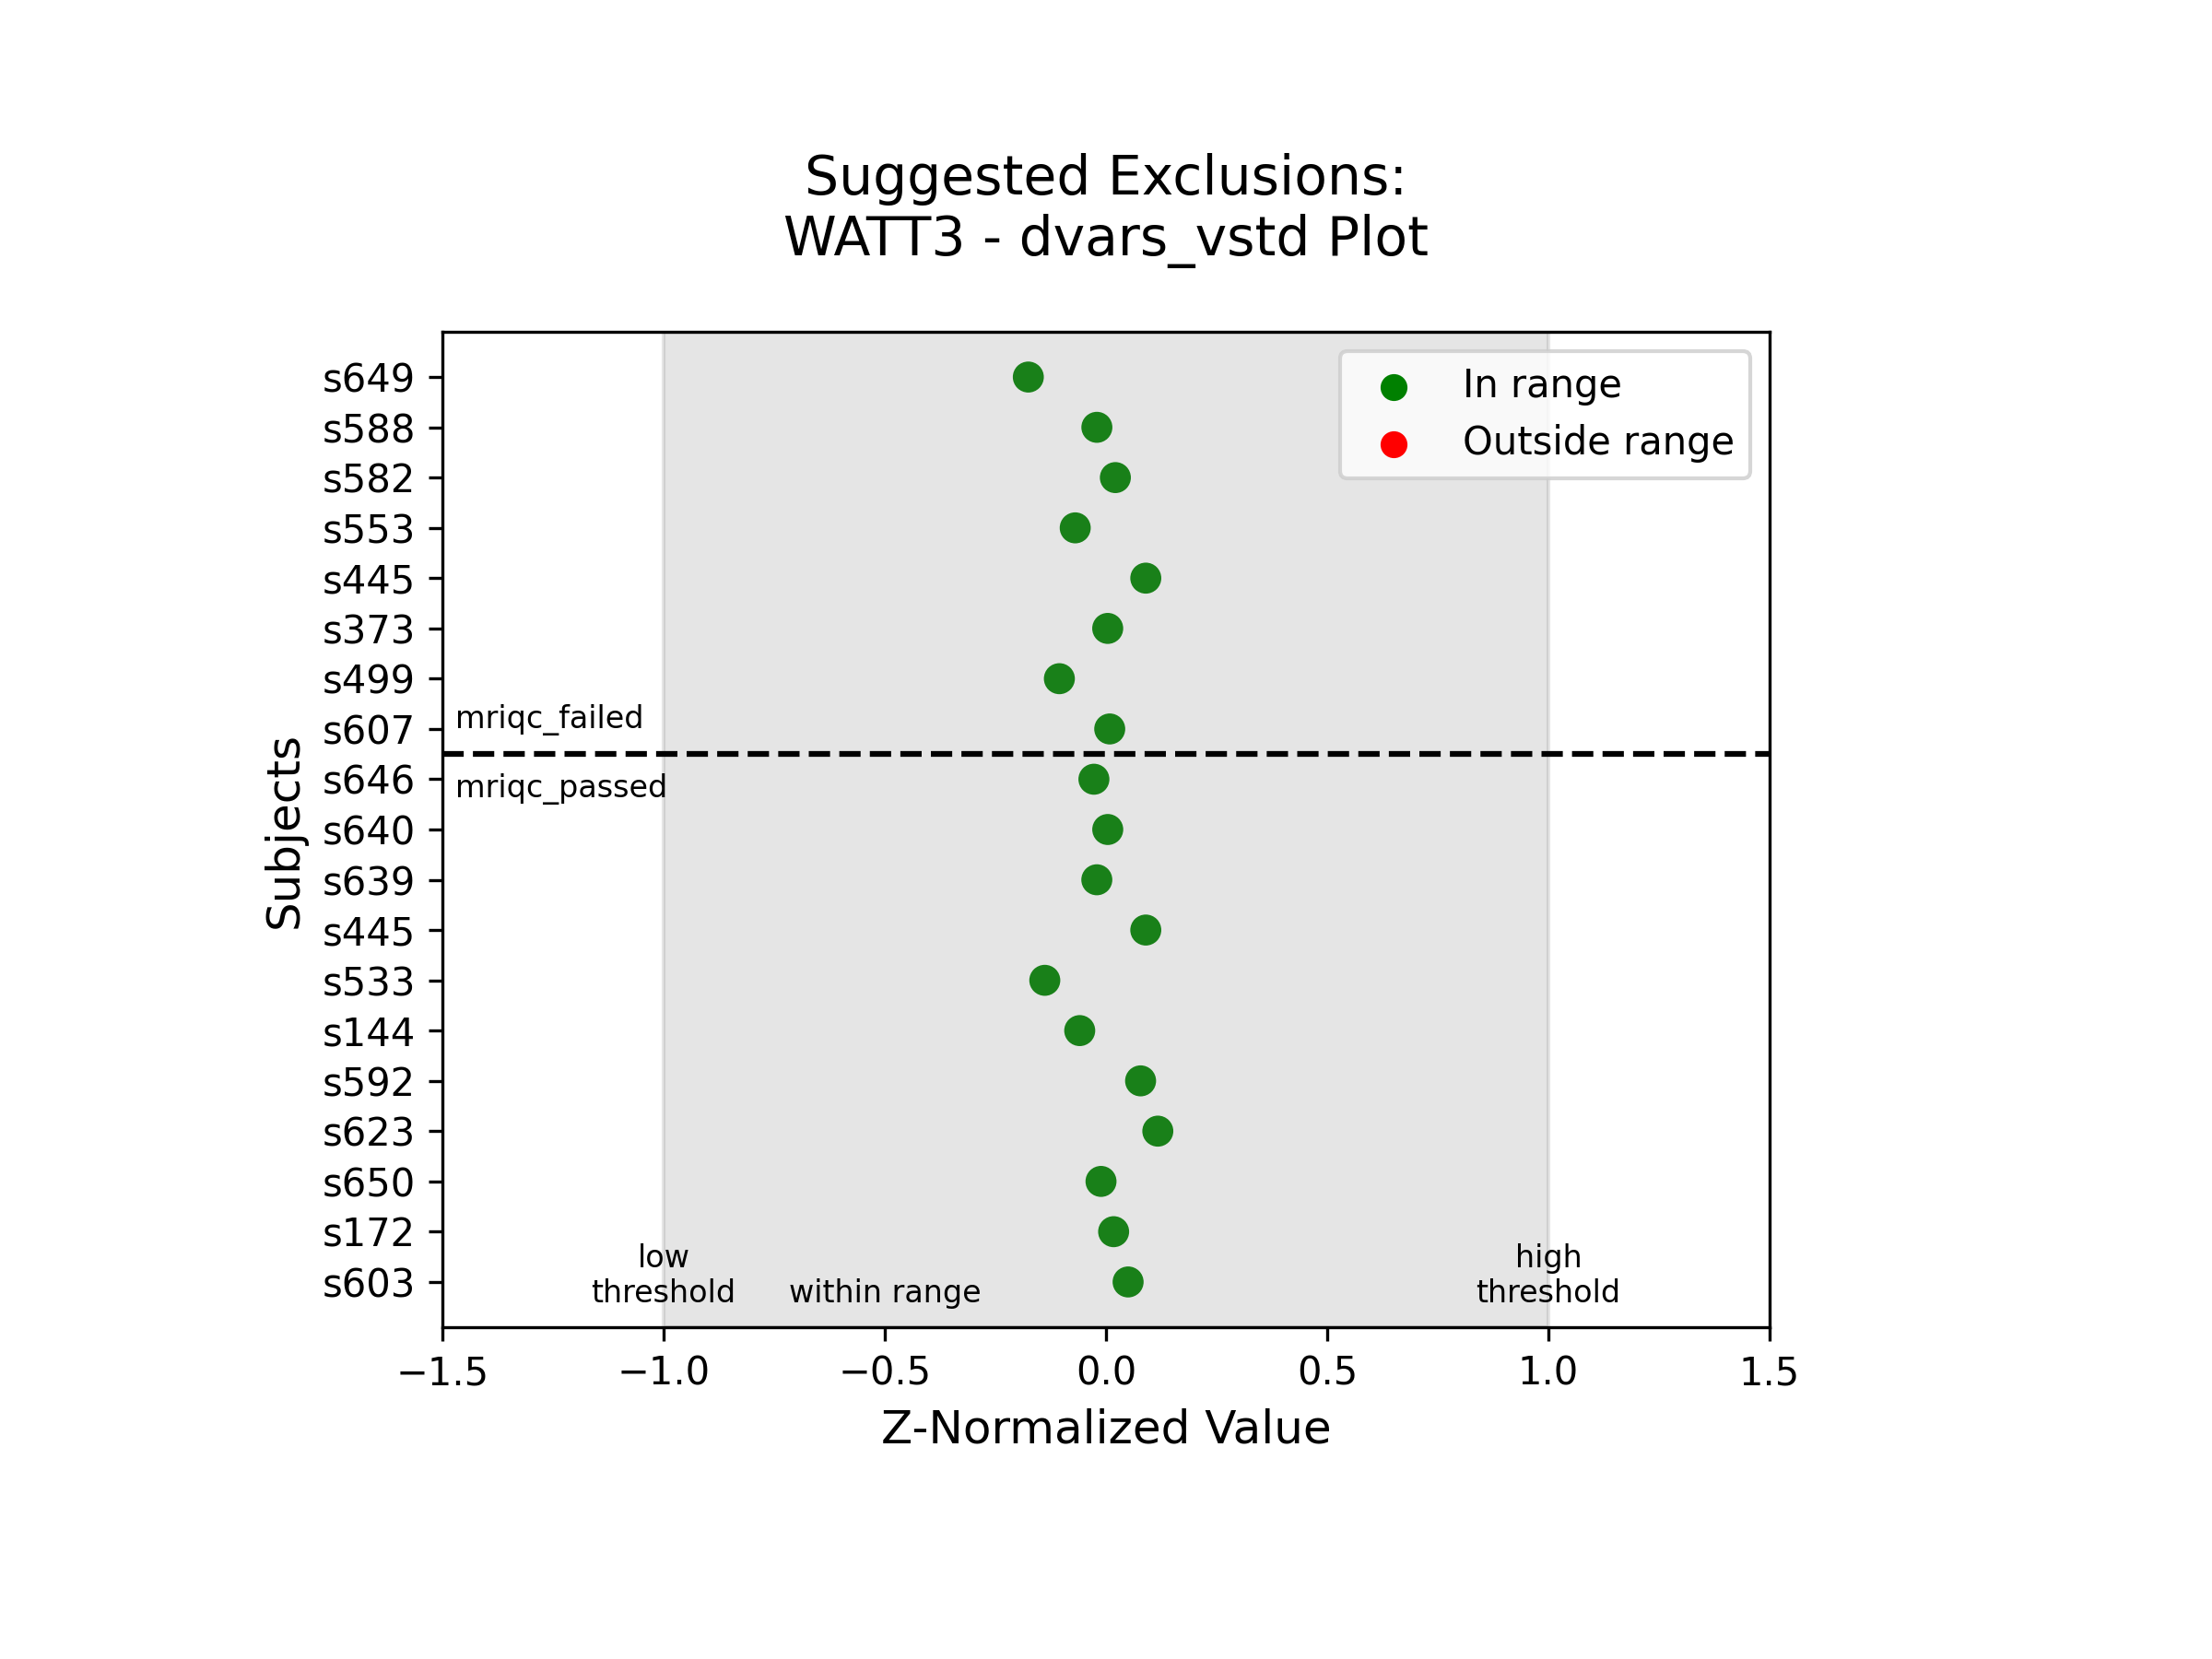 Suggested Exclusions:
WATT3 - dvars_vstd Plot
In range
Outside range
s649
s588
s582
s553
s445
s373
s499
s607
s646
s640
s639
s445
s533
s144
s592
s623
s650
s172
s603
Subjects
mriqc_failed
mriqc_passed
low
threshold
within range
high
threshold
−1.5
−1.0
−0.5
0.0
0.5
1.0
1.5
Z-Normalized Value